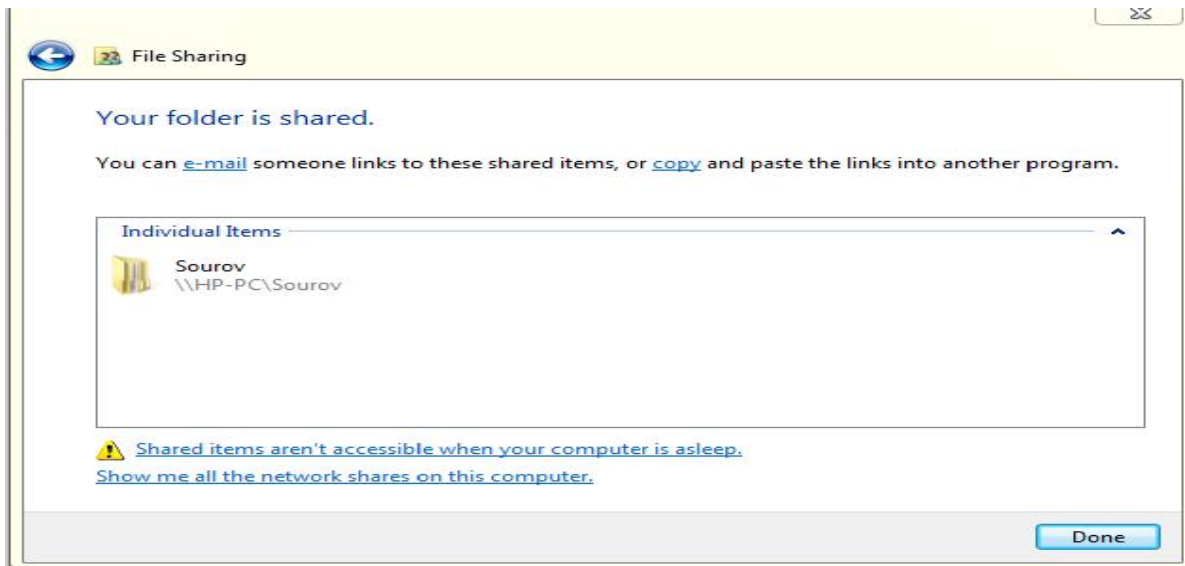 File Sharing
Your folder is shared.
You can e-mail someone links to these shared items, or copy and paste the links into another program.
Individual Items
Sourov
\\HP-PC\Sourov
Shared items aren't accessible when your computer is asleep.
Show me all the network shares on this computer.
Done